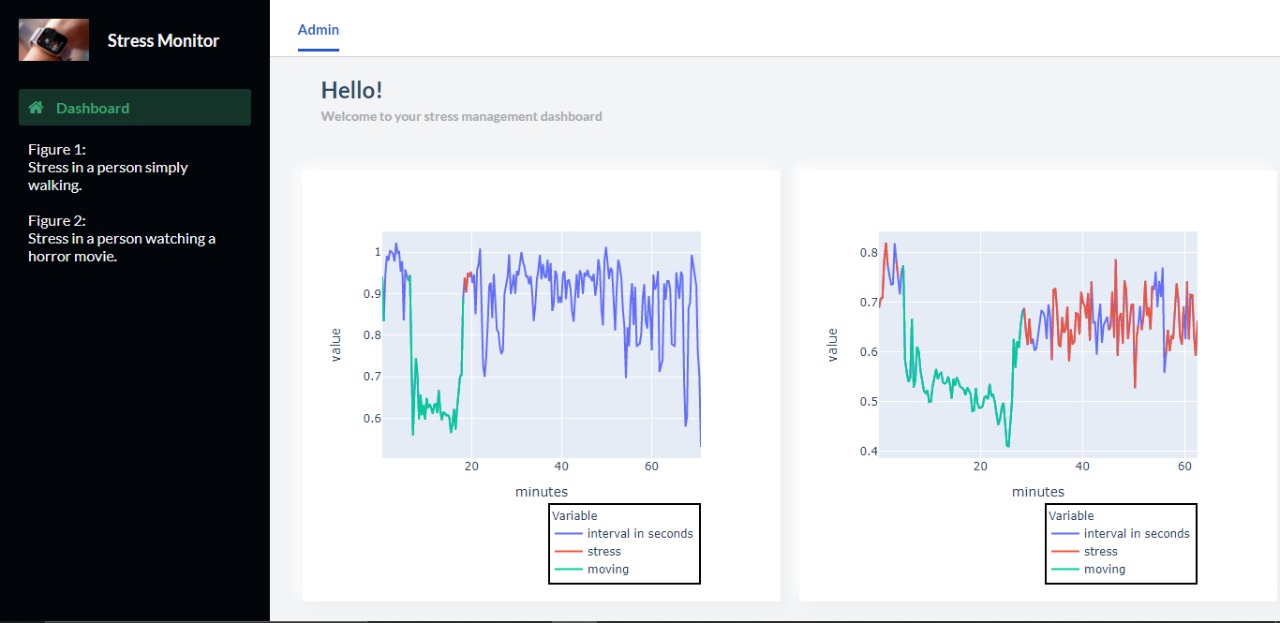 Stress Monitor
Dashboard
Figure 1:
Stress in a person simply
walking.
Figure 2:
Stress in a person watching a
horror movie.
Admin
Hello!
Welcome to your stress management dashboard
1
0.9
0.8
0.7
0.6
value
20
40
60
minutes
Variable
interval in seconds
stress
moving
0.8
0.7
0.6
0.5
0.4
value
20
40
60
minutes
Variable
interval in seconds
stress
moving